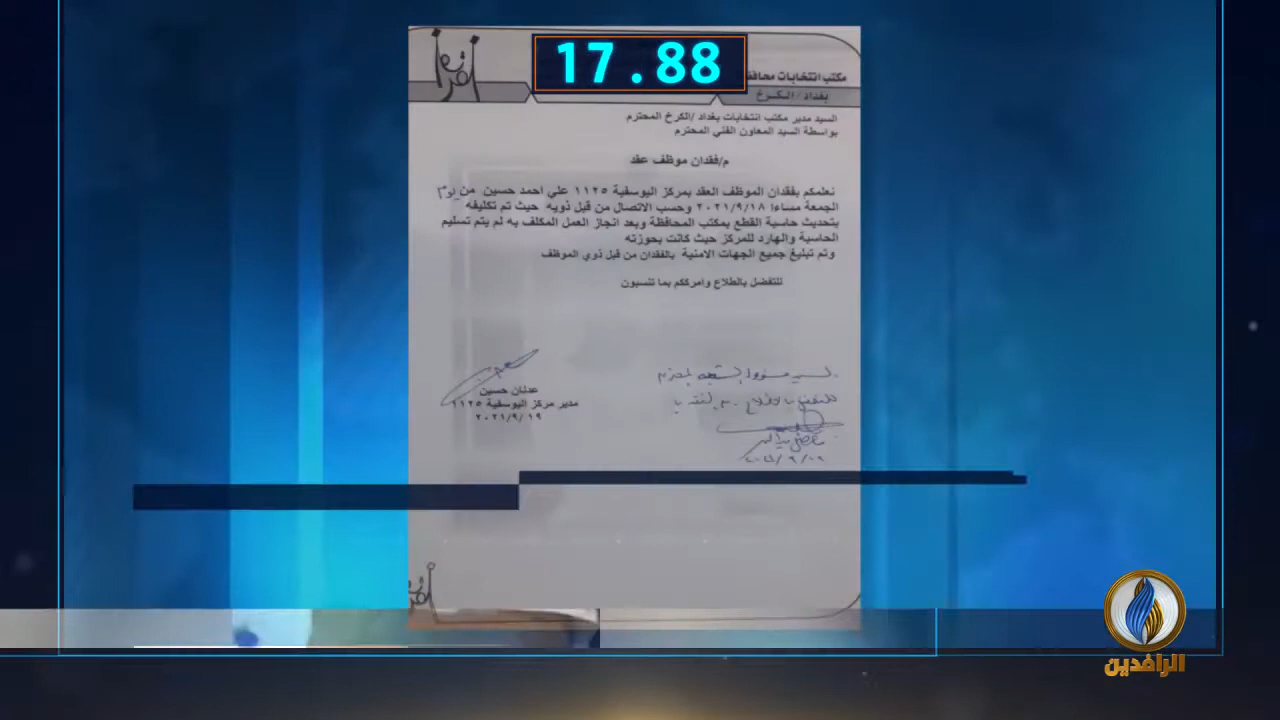 17.88
مكتب انتخابات محافظ
بغداد / الكرخ
السيد مدير مكتب انتخابات بغداد /الكرخ المحترم
بواسطة السيد المعاون الفني المحترم
م/فقدان موظف عقد
نعلمكم بفقدان الموظف العقد بمركز اليوسفية ١١٢٥ علي احمد حسين من يوم
الجمعة مساءا ٢٠٢١/٩/١٨ وحسب الاتصال من قبل ذويه حيث تم تكليفه
بتحديث حاسبة القطع بمكتب المحافظة وبعد انجاز العمل المكلف به لم يتم تسليم
الحاسبة والهارد للمركز حيث كانت بحوزته
وتم تبليغ جميع الجهات الامنية بالفقدان من قبل ذوي الموظف
للتفضل بالطلاع وامرككم بما تنسبون
عدنان حسين
مدير مركز اليوسفية ١١٢٥
٢٠٢١/٩/١٩
الرافدين